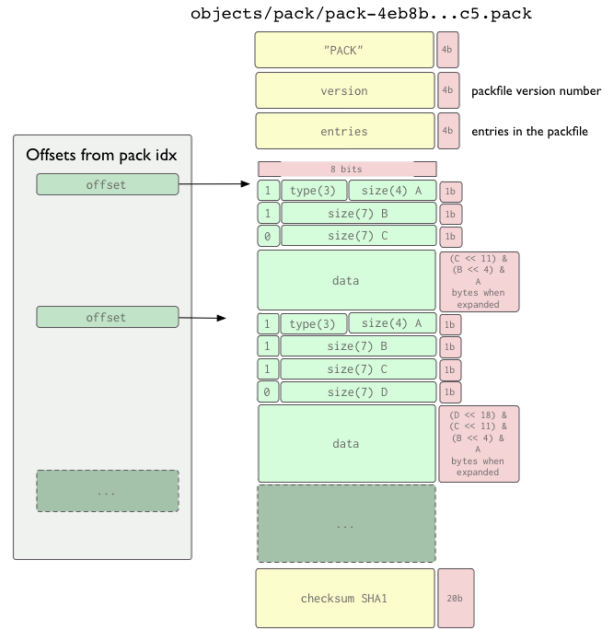 objects/pack/pack-4eb8b...c5.pack
"PACK"
4b
version
4b
packfile version number
entries
4b
entries in the packfile
Offsets from pack idx
8 bits
offset
1
type(3)
size(4) A
1b
1
size(7) B
1b
0
size(7) C
1b
data
(C << 11) &
(B << 4) &
A
bytes when
expanded
offset
1
type(3)
size(4) A
1b
1
size(7) B
1b
1
size(7) C
1b
0
size(7) D
1b
data
(D << 18) &
(C << 11) &
(B << 4) &
A
bytes when
expanded
...
...
checksum SHA1
20b